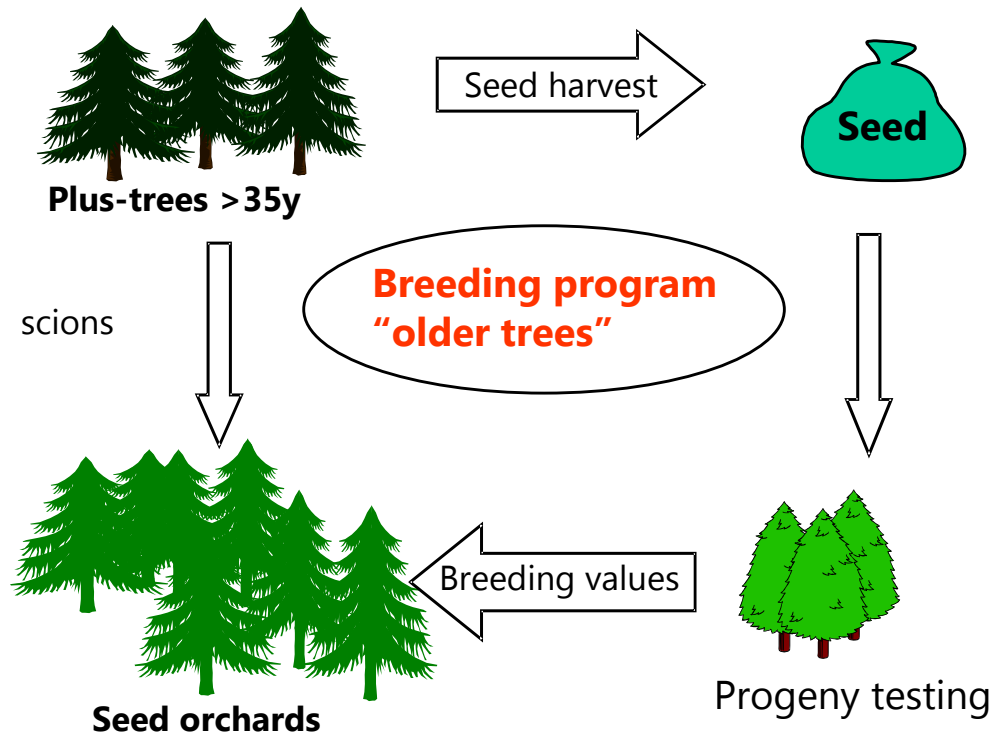 Seed harvest
Seed
Plus-trees >35y
Breeding program
“older trees”
scions
Breeding values
Progeny testing
Seed orchards